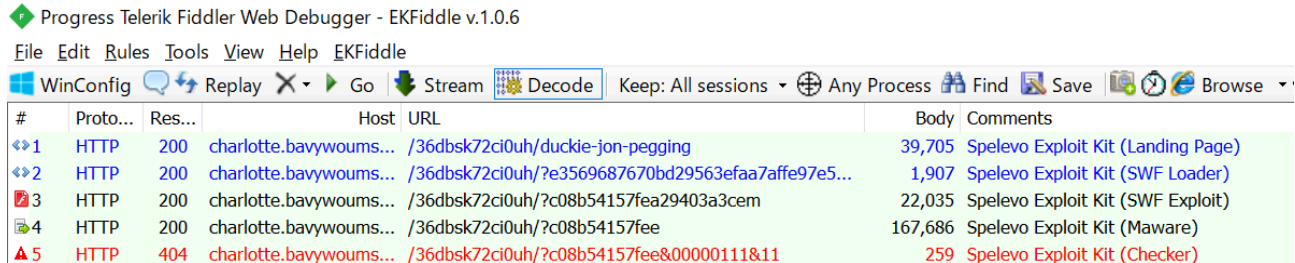 Progress Telerik Fiddler Web Debugger - EKFiddle v.1.0.6
File Edit Rules Tools View Help EKFiddle
WinConfig Replay Go Stream Decode Keep: All sessions Any Process Find Save Browse
# Proto... Res... Host URL Body Comments
1 HTTP 200 charlotte.bavywoums... /36dbsk72ci0uh/duckie-jon-pegging 39,705 Spelevo Exploit Kit (Landing Page)
2 HTTP 200 charlotte.bavywoums... /36dbsk72ci0uh/?e3569687670bd29563efaa7affe97e5... 1,907 Spelevo Exploit Kit (SWF Loader)
3 HTTP 200 charlotte.bavywoums... /36dbsk72ci0uh/?c08b54157fea29403a3cem 22,035 Spelevo Exploit Kit (SWF Exploit)
4 HTTP 200 charlotte.bavywoums... /36dbsk72ci0uh/?c08b54157fee 167,686 Spelevo Exploit Kit (Maware)
5 HTTP 404 charlotte.bavywoums... /36dbsk72ci0uh/?c08b54157fee&00000111&11 259 Spelevo Exploit Kit (Checker)